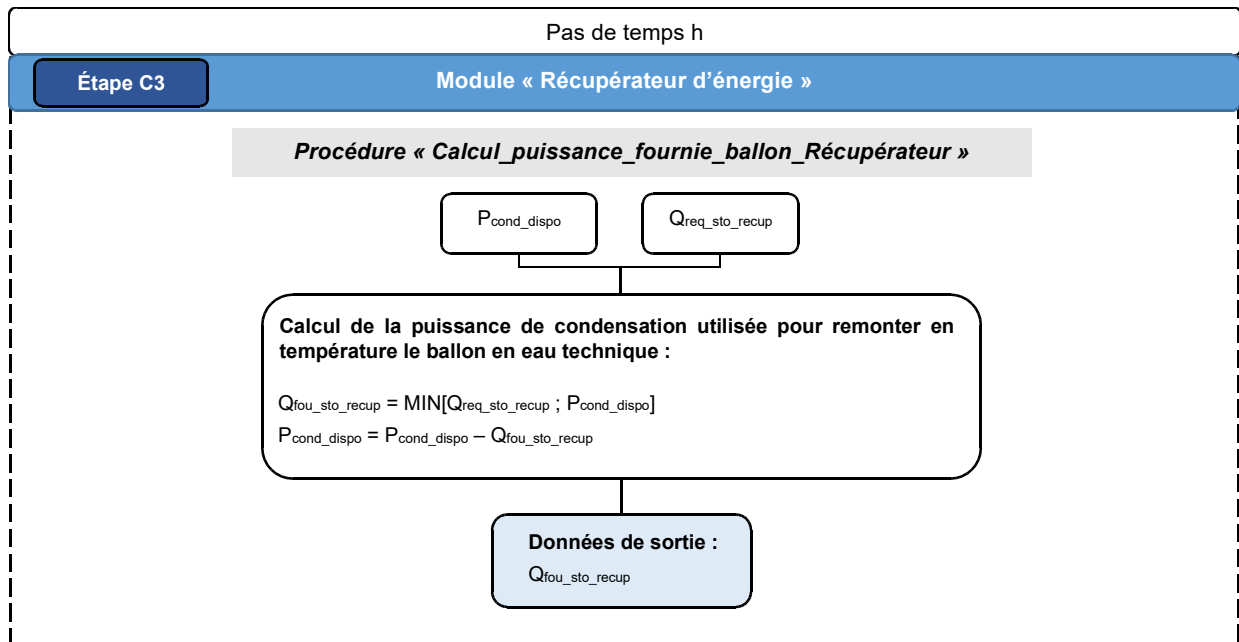 Pas de temps h
Étape C3
Module « Récupérateur d’énergie »
Procédure « Calcul_puissance_fournie_ballon_Récupérateur »
Pcond_dispo
Qreq_sto_recup
Calcul de la puissance de condensation utilisée pour remonter en
température le ballon en eau technique :
Qfou_sto_recup = MIN[Qreq_sto_recup ; Pcond_dispo]
Pcond_dispo = Pcond_dispo – Qfou_sto_recup
Données de sortie :
Qfou_sto_recup